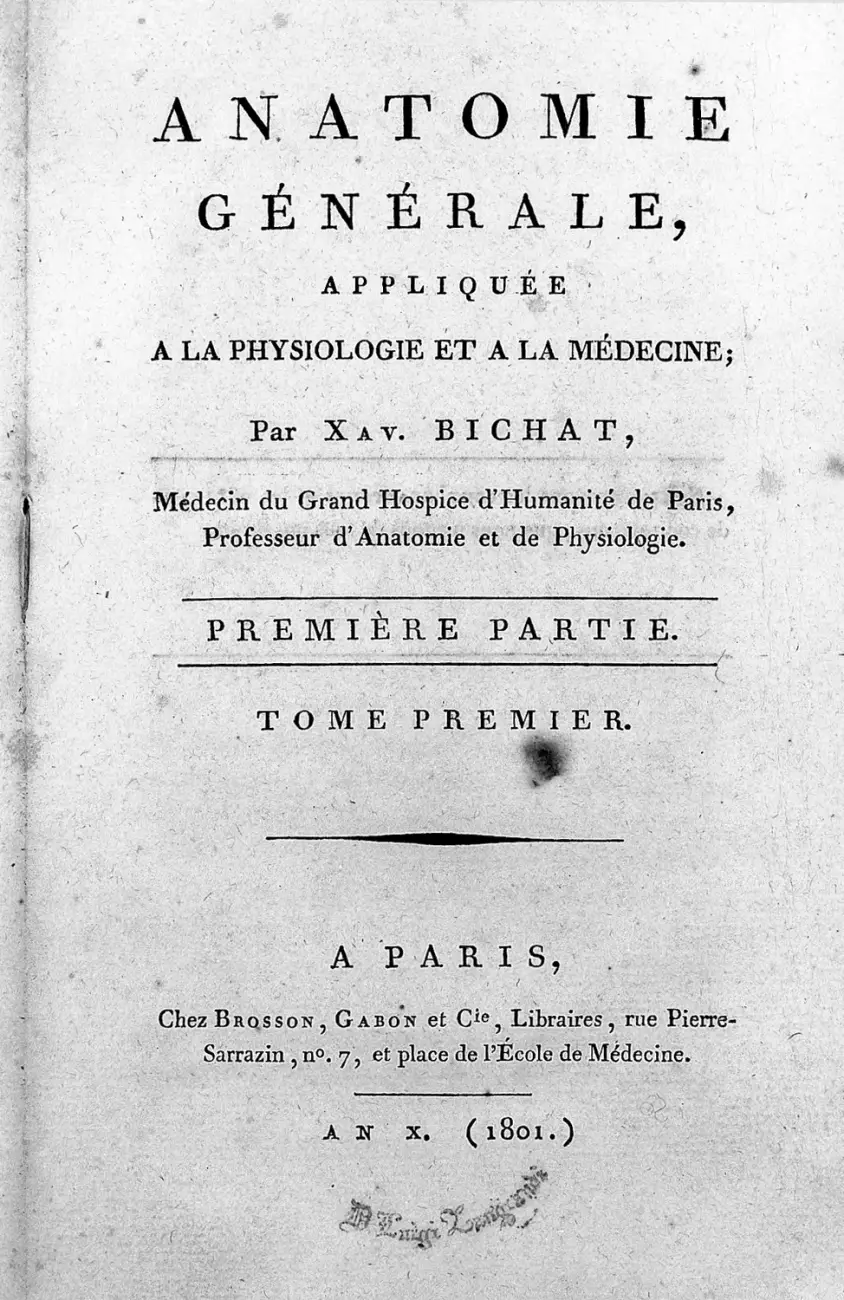 ANATOMIE
GÉNÉRALE,
APPLIQUÉE
A LA PHYSIOLOGIE ET A LA MÉDECINE;
Par XAV. BICHAT,
Médecin du Grand Hospice d'Humanité de Paris,
Professeur d'Anatomie et de Physiologie.
PREMIÈRE PARTIE.
TOME PREMIER.
A PARIS,
Chez BROSSON, GABON et Cie, Libraires, rue Pierre-
Sarrazin, no. 7, et place de l'École de Médecine.
AN X. (1801.)
D Luigi